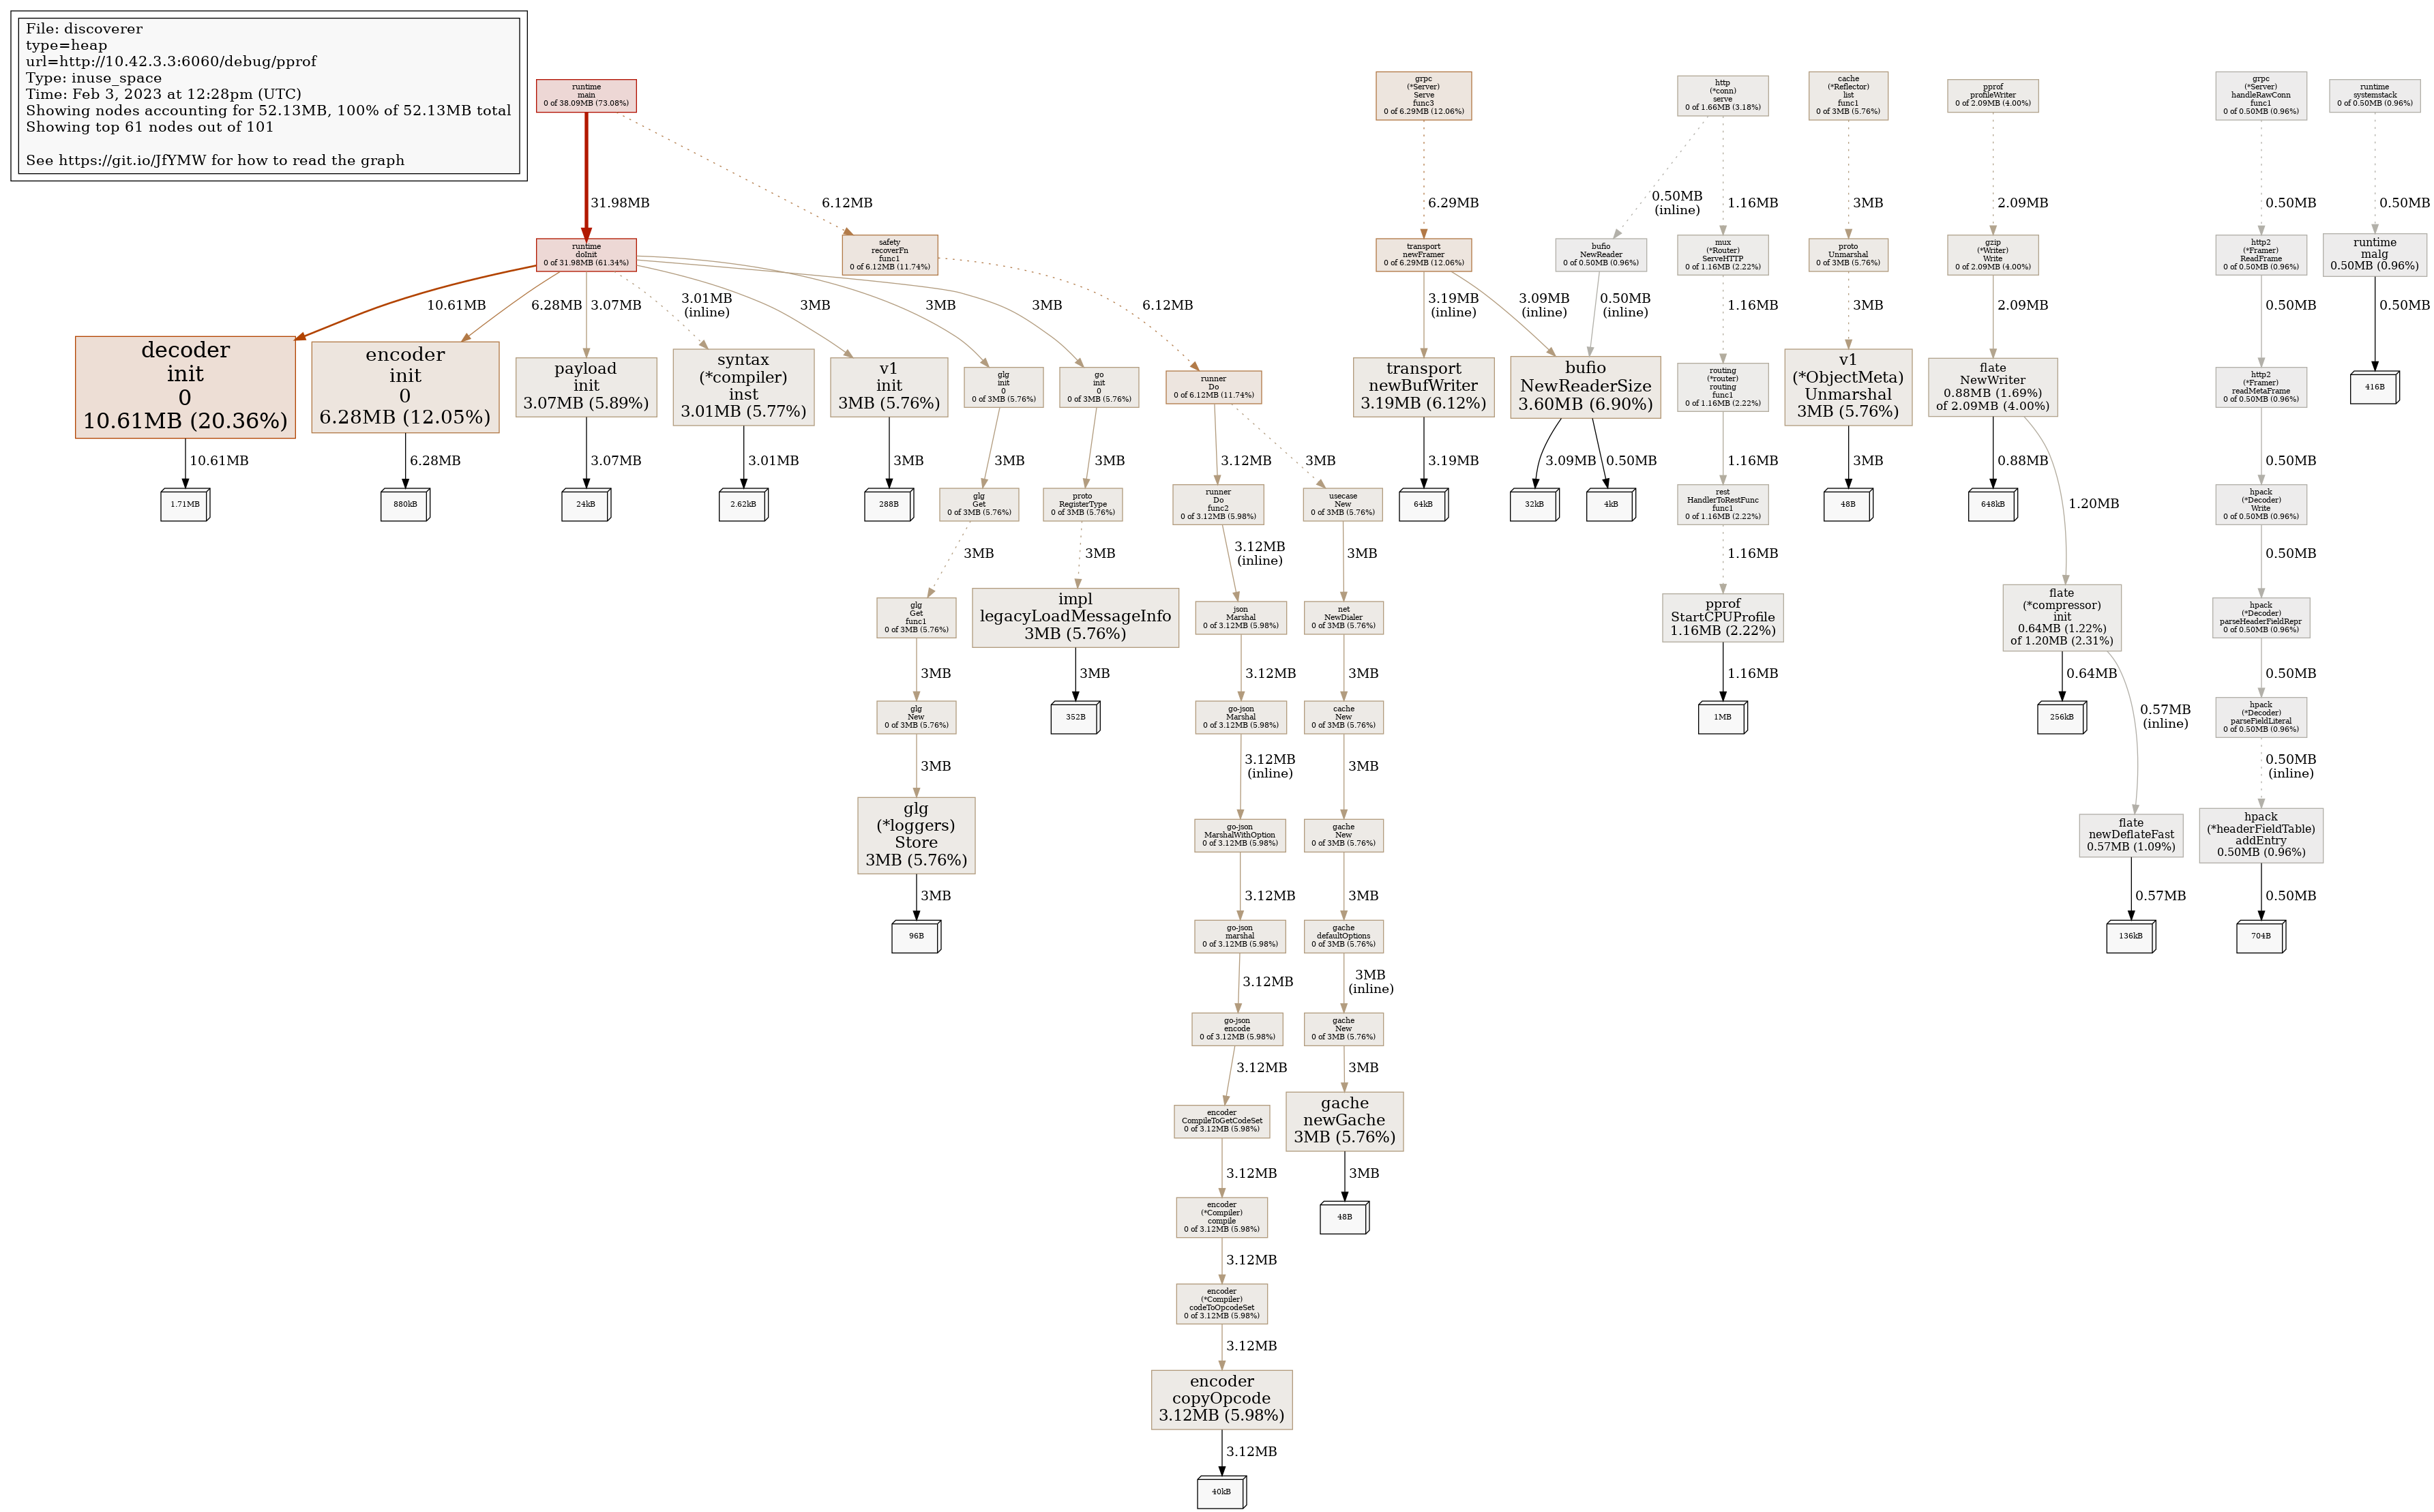 File: discoverer
type=heap
url=http://10.42.3.3:6060/debug/pprof
Type: inuse_space
Time: Feb 3, 2023 at 12:28pm (UTC)
Showing nodes accounting for 52.13MB, 100% of 52.13MB total
Showing top 61 nodes out of 101
See https://git.io/JfYMW for how to read the graph
runtime
main
0 of 38.09MB (73.08%)
grpc
(*Server)
Serve
func3
0 of 6.29MB (12.06%)
http
(*conn)
serve
0 of 1.66MB (3.18%)
cache
(*Reflector)
list
func1
0 of 3MB (5.76%)
pprof
profileWriter
0 of 2.09MB (4.00%)
grpc
(*Server)
handleRawConn
func1
0 of 0.50MB (0.96%)
runtime
systemstack
0 of 0.50MB (0.96%)
31.98MB
6.12MB
6.29MB
0.50MB
(inline)
1.16MB
3MB
2.09MB
0.50MB
0.50MB
runtime
doInit
0 of 31.98MB (61.34%)
safety
recoverFn
func1
0 of 6.12MB (11.74%)
transport
newFramer
0 of 6.29MB (12.06%)
bufio
NewReader
0 of 0.50MB (0.96%)
mux
(*Router)
ServeHTTP
0 of 1.16MB (2.22%)
proto
Unmarshal
0 of 3MB (5.76%)
gzip
(*Writer)
Write
0 of 2.09MB (4.00%)
http2
(*Framer)
ReadFrame
0 of 0.50MB (0.96%)
runtime
malg
0.50MB (0.96%)
10.61MB
6.28MB
3.07MB
3.01MB
(inline)
3MB
3MB
3MB
6.12MB
3.19MB
(inline)
3.09MB
(inline)
0.50MB
(inline)
1.16MB
3MB
2.09MB
0.50MB
0.50MB
decoder
init
0
10.61MB (20.36%)
encoder
init
0
6.28MB (12.05%)
payload
init
3.07MB (5.89%)
syntax
(*compiler)
inst
3.01MB (5.77%)
v1
init
3MB (5.76%)
glg
init
0
0 of 3MB (5.76%)
go
init
0
0 of 3MB (5.76%)
runner
Do
0 of 6.12MB (11.74%)
transport
newBufWriter
3.19MB (6.12%)
bufio
NewReaderSize
3.60MB (6.90%)
routing
(*router)
routing
func1
0 of 1.16MB (2.22%)
v1
(*ObjectMeta)
Unmarshal
3MB (5.76%)
flate
NewWriter
0.88MB (1.69%)
of 2.09MB (4.00%)
http2
(*Framer)
readMetaFrame
0 of 0.50MB (0.96%)
416B
10.61MB
6.28MB
3.07MB
3.01MB
3MB
3MB
3MB
3.12MB
3MB
3.19MB
3.09MB
0.50MB
1.16MB
3MB
0.88MB
1.20MB
0.50MB
1.71MB
880kB
24kB
2.62kB
288B
glg
Get
0 of 3MB (5.76%)
proto
RegisterType
0 of 3MB (5.76%)
runner
Do
func2
0 of 3.12MB (5.98%)
usecase
New
0 of 3MB (5.76%)
64kB
32kB
4kB
rest
HandlerToRestFunc
func1
0 of 1.16MB (2.22%)
48B
648kB
hpack
(*Decoder)
Write
0 of 0.50MB (0.96%)
3MB
3MB
3.12MB
(inline)
3MB
1.16MB
0.50MB
glg
Get
func1
0 of 3MB (5.76%)
impl
legacyLoadMessageInfo
3MB (5.76%)
json
Marshal
0 of 3.12MB (5.98%)
net
NewDialer
0 of 3MB (5.76%)
pprof
StartCPUProfile
1.16MB (2.22%)
flate
(*compressor)
init
0.64MB (1.22%)
of 1.20MB (2.31%)
hpack
(*Decoder)
parseHeaderFieldRepr
0 of 0.50MB (0.96%)
3MB
3MB
3.12MB
3MB
1.16MB
0.64MB
0.57MB
(inline)
0.50MB
glg
New
0 of 3MB (5.76%)
352B
go-json
Marshal
0 of 3.12MB (5.98%)
cache
New
0 of 3MB (5.76%)
1MB
256kB
hpack
(*Decoder)
parseFieldLiteral
0 of 0.50MB (0.96%)
3MB
3.12MB
(inline)
3MB
0.50MB
(inline)
glg
(*loggers)
Store
3MB (5.76%)
go-json
MarshalWithOption
0 of 3.12MB (5.98%)
gache
New
0 of 3MB (5.76%)
flate
newDeflateFast
0.57MB (1.09%)
hpack
(*headerFieldTable)
addEntry
0.50MB (0.96%)
3MB
3.12MB
3MB
0.57MB
0.50MB
96B
go-json
marshal
0 of 3.12MB (5.98%)
gache
defaultOptions
0 of 3MB (5.76%)
136kB
704B
3.12MB
3MB
(inline)
go-json
encode
0 of 3.12MB (5.98%)
gache
New
0 of 3MB (5.76%)
3.12MB
3MB
encoder
CompileToGetCodeSet
0 of 3.12MB (5.98%)
gache
newGache
3MB (5.76%)
3.12MB
3MB
encoder
(*Compiler)
compile
0 of 3.12MB (5.98%)
48B
3.12MB
encoder
(*Compiler)
codeToOpcodeSet
0 of 3.12MB (5.98%)
3.12MB
encoder
copyOpcode
3.12MB (5.98%)
3.12MB
40kB